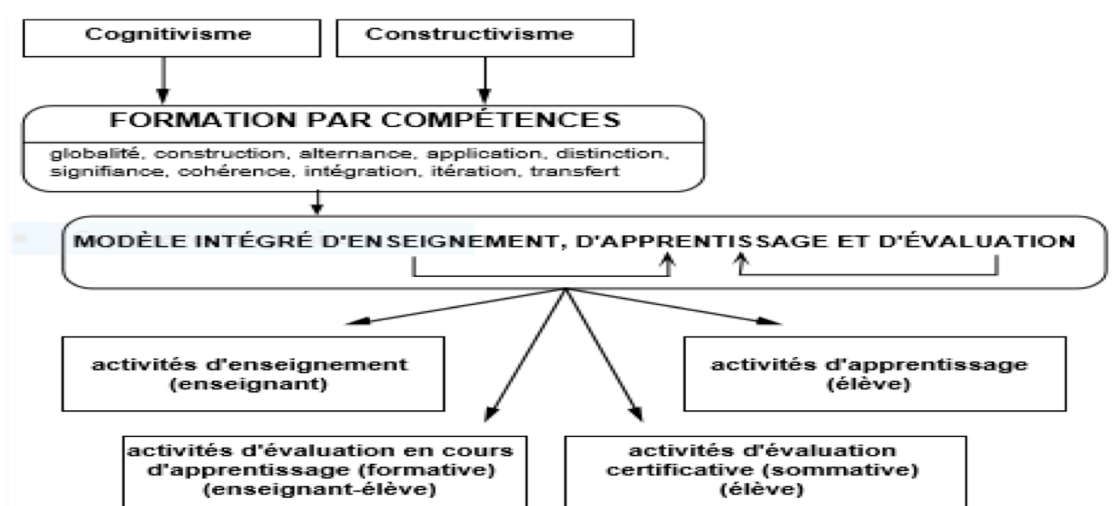 Cognitivisme
Constructivisme
FORMATION PAR COMPÉTENCES
globalité, construction, alternance, application, distinction,
signifiance, cohérence, intégration, itération, transfert
MODÈLE INTÉGRÉ D'ENSEIGNEMENT, D'APPRENTISSAGE ET D'ÉVALUATION
activités d'enseignement
(enseignant)
activités d'apprentissage
(élève)
activités d'évaluation en cours
d'apprentissage (formative)
(enseignant-élève)
activités d'évaluation
certificative (sommative)
(élève)